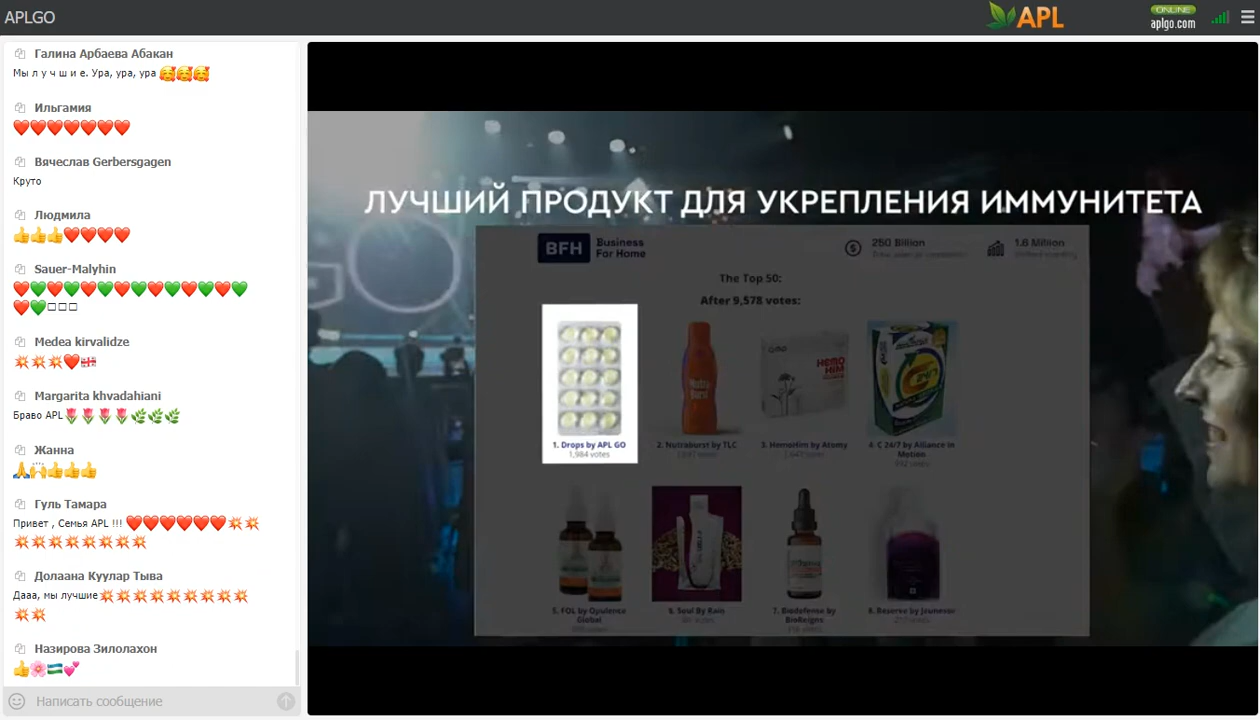 APLGO
APL
ONLINE
aplgo.com
Галина Арбаева Абакан
Мы л у ч ш и е. Ура, ура, ура 🥰🥰🥰
Ильгамия
❤️❤️❤️❤️❤️❤️❤️
Вячеслав Gerbersgagen
Круто
Людмила
👍👍👍❤️❤️❤️❤️
Sauer-Malyhin
❤️💚❤️💚❤️💚❤️💚❤️💚❤️💚❤️💚
❤️💚□□□
Medea kirvalidze
💥💥💥❤️🇬🇧
Margarita khvadahiani
Браво APL🌷🌷🌷🌷🌿🌿🌿
Жанна
🙏🙌👍👍👍
Гуль Тамара
Привет , Семья APL !!! ❤️❤️❤️❤️❤️❤️💥💥
💥💥💥💥💥💥💥💥
Долаана Куулар Тыва
Дааа, мы лучшие💥💥💥💥💥💥💥💥💥
💥💥
Назирова Зилолахон
👍🌸🇺🇿💕
Написать сообщение
ЛУЧШИЙ ПРОДУКТ ДЛЯ УКРЕПЛЕНИЯ ИММУНИТЕТА
BFH
Business
For Home
250 Billion
1.6 Million
The Top 50:
After 9,578 votes:
1. Drops by APL GO
1,984 votes
2. Nutraburst by TLC
3. HemoHim by Atomy
4. C 24/7 by Alliance in
Motion
5. FOL by Opulence
Global
6. Soul By Rain
7. Biodefense by
BioReigns
8. Reserve by Jeunesse